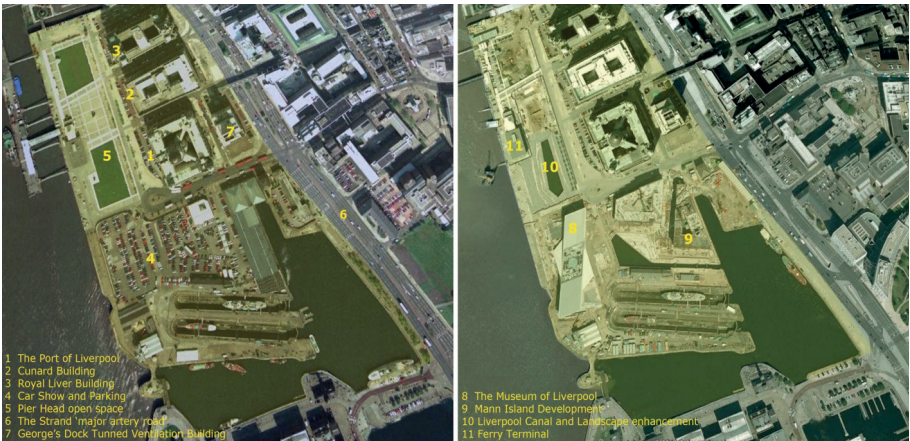 3
2
7
1
5
6
4
1 The Port of Liverpool
2 Cunard Building
3 Royal Liver Building
4 Car Show and Parking
5 Pier Head open space
6 The Strand 'major artery road'
7 George's Dock Tunned Ventilation Building
11
10
8
9
8 The Museum of Liverpool
9 Mann Island Development
10 Liverpool Canal and Landscape enhancement
11 Ferry Terminal